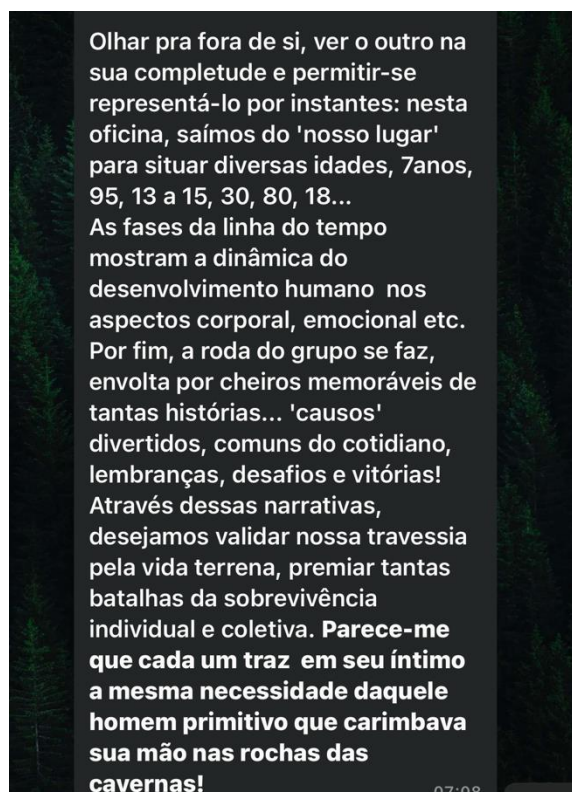 Olhar pra fora de si, ver o outro na
sua completude e permitir-se
representá-lo por instantes: nesta
oficina, saímos do 'nosso lugar'
para situar diversas idades, 7anos,
95, 13 a 15, 30, 80, 18...
As fases da linha do tempo
mostram a dinâmica do
desenvolvimento humano  nos
aspectos corporal, emocional etc.
Por fim, a roda do grupo se faz,
envolta por cheiros memoráveis de
tantas histórias... 'causos'
divertidos, comuns do cotidiano,
lembranças, desafios e vitórias!
Através dessas narrativas,
desejamos validar nossa travessia
pela vida terrena, premiar tantas
batalhas da sobrevivência
individual e coletiva. Parece-me
que cada um traz  em seu íntimo
a mesma necessidade daquele
homem primitivo que carimbava
sua mão nas rochas das
cavernas!
07:08